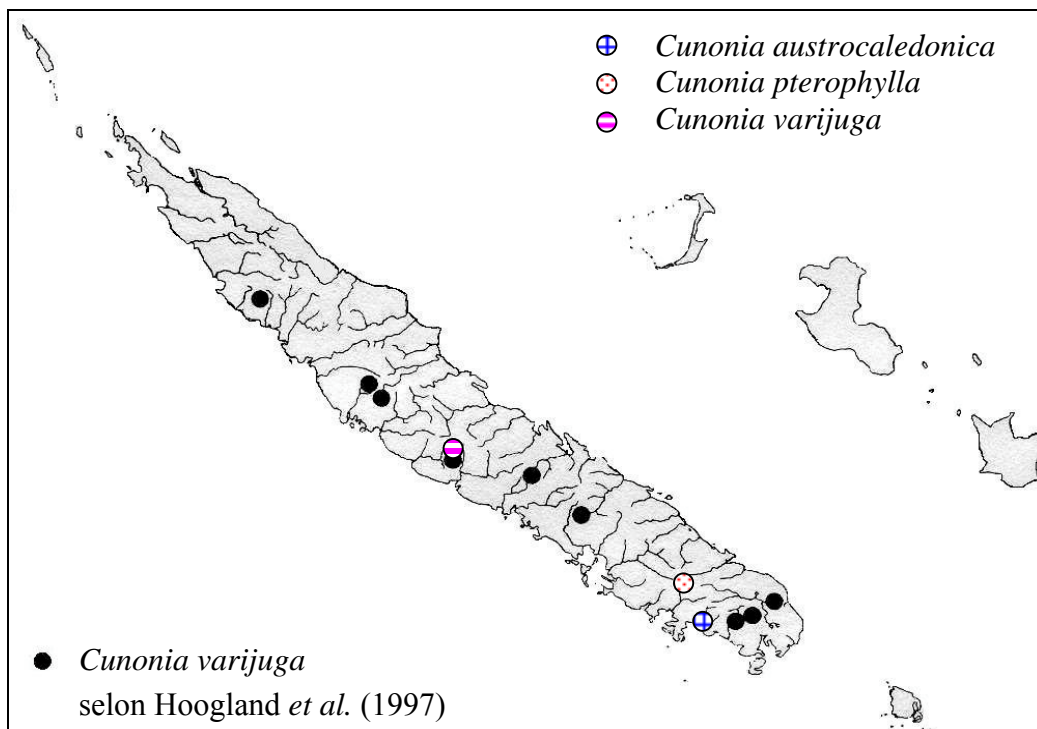 Cunonia austrocaledonica
Cunonia pterophylla
Cunonia varijuga
Cunonia varijuga
selon Hoogland et al. (1997)